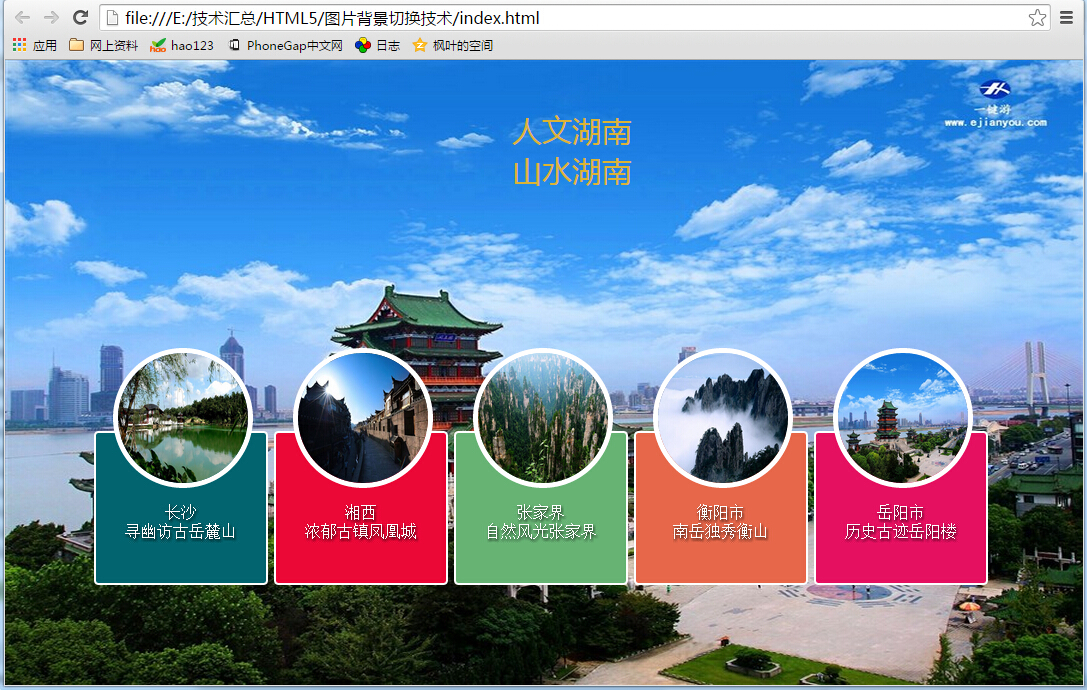 file:///E:/技术汇总/HTML5/图片背景切换技术/index.html
应用 网上资料 hao123 PhoneGap中文网 日志 枫叶的空间
一键游
www.ejianyou.com
人文湖南
山水湖南
长沙
寻幽访古岳麓山
湘西
浓郁古镇凤凰城
张家界
自然风光张家界
衡阳市
南岳独秀衡山
岳阳市
历史古迹岳阳楼